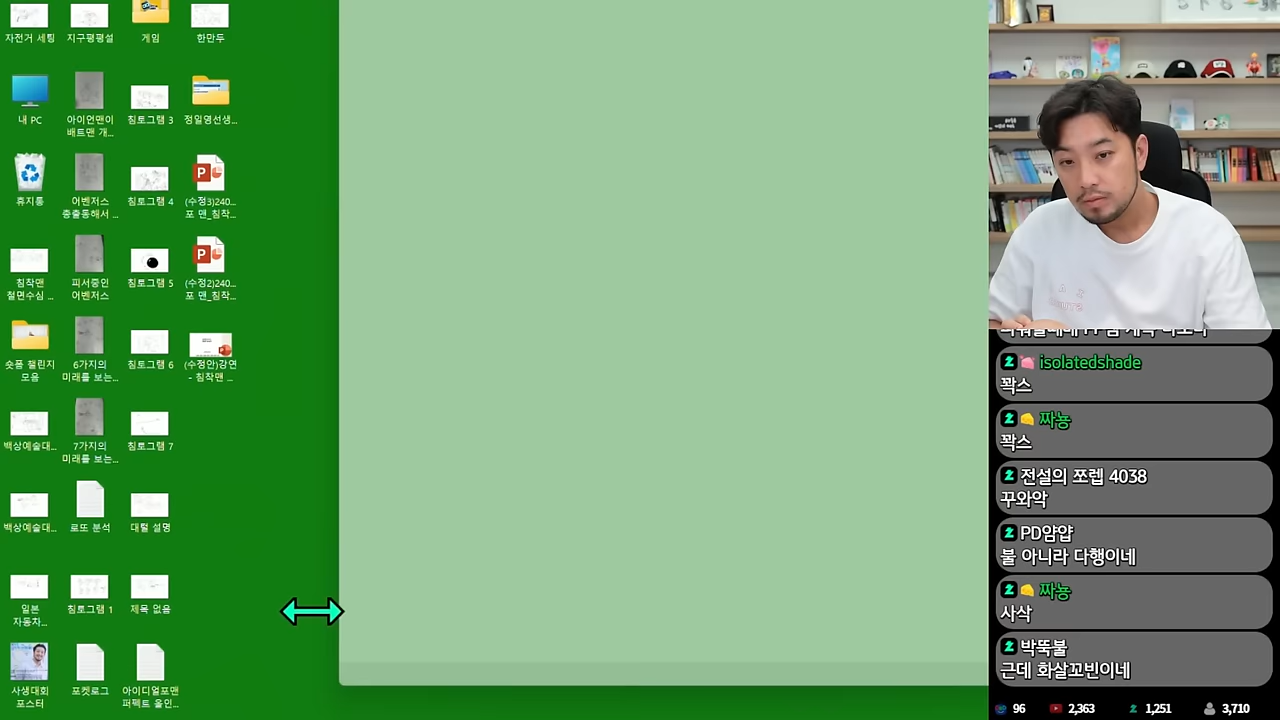 자전거 세팅
지구평평설
게임
한만두
내 PC
아이언맨이
배트맨 개...
침토그램 3
정일영선생...
휴지통
어벤저스
중출동해서 ...
침토그램 4
(수정3)240...
포 맨_침착...
침착맨
절면수심 ...
피서중인
어벤저스
침토그램 5
(수정2)240...
포 맨_침착...
숏폼 챌린지
모음
6가지의
미래를 보는...
침토그램 6
(수정안)강연
- 침착맨 ...
백상예술대...
7가지의
미래를 보는...
침토그램 7
백상예술대...
로또 분석
대털 설명
일본
자동차...
침토그램 1
제목 없음
사생대회
포스터
포켓로그
아이디얼포맨
퍼펙트 올인...
isolatedshade
꽉스
짜뇽
꽉스
전설의 쪼렙 4038
꾸와악
PD얌얍
불 아니라 다행이네
짜뇽
사삭
박뚝불
근데 화살꼬빈이네
96
2,363
1,251
3,710